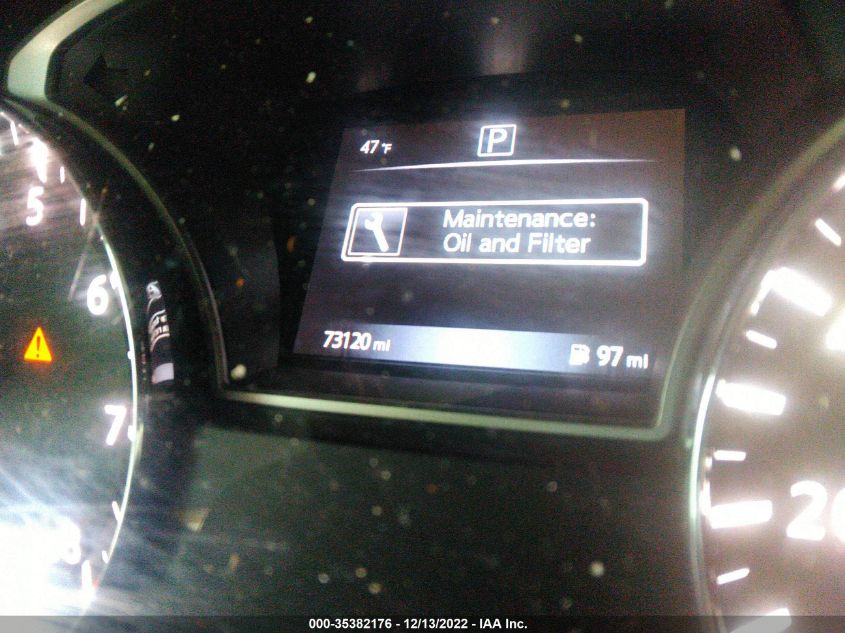 47°F
P
Maintenance:
Oil and Filter
73120 mi
97 mi
5
6
7
8
20
000-35382176 - 12/13/2022 - IAA Inc.